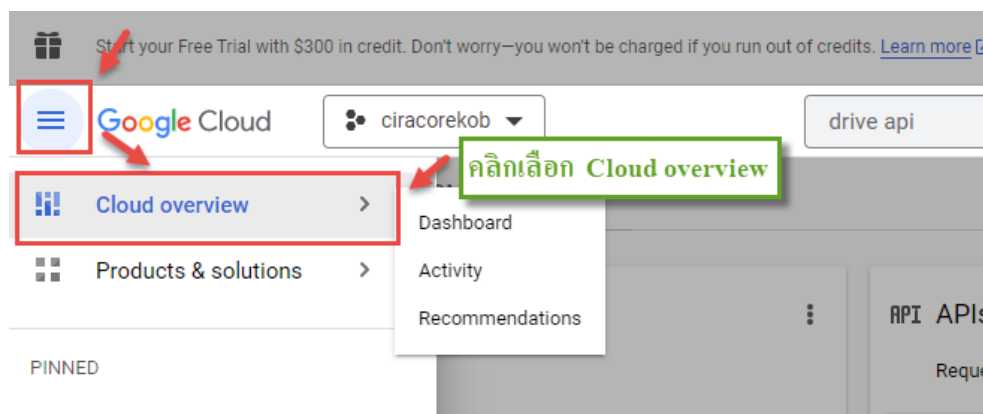 Start your Free Trial with $300 in credit. Don't worry—you won't be charged if you run out of credits. Learn more
Google Cloud
ciracorekob
drive api
คลิกเลือก Cloud overview
Cloud overview
Dashboard
Products & solutions
Activity
Recommendations
API APIs
PINNED
Reque